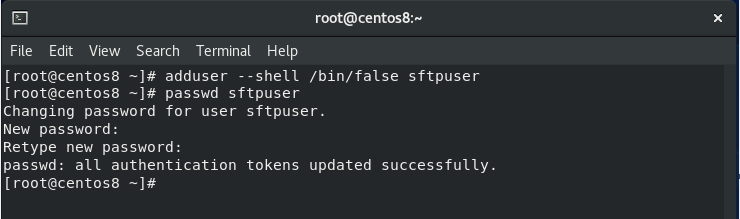 root@centos8:~
File Edit View Search Terminal Help
[root@centos8 ~]# adduser --shell /bin/false sftpuser
[root@centos8 ~]# passwd sftpuser
Changing password for user sftpuser.
New password:
Retype new password:
passwd: all authentication tokens updated successfully.
[root@centos8 ~]#